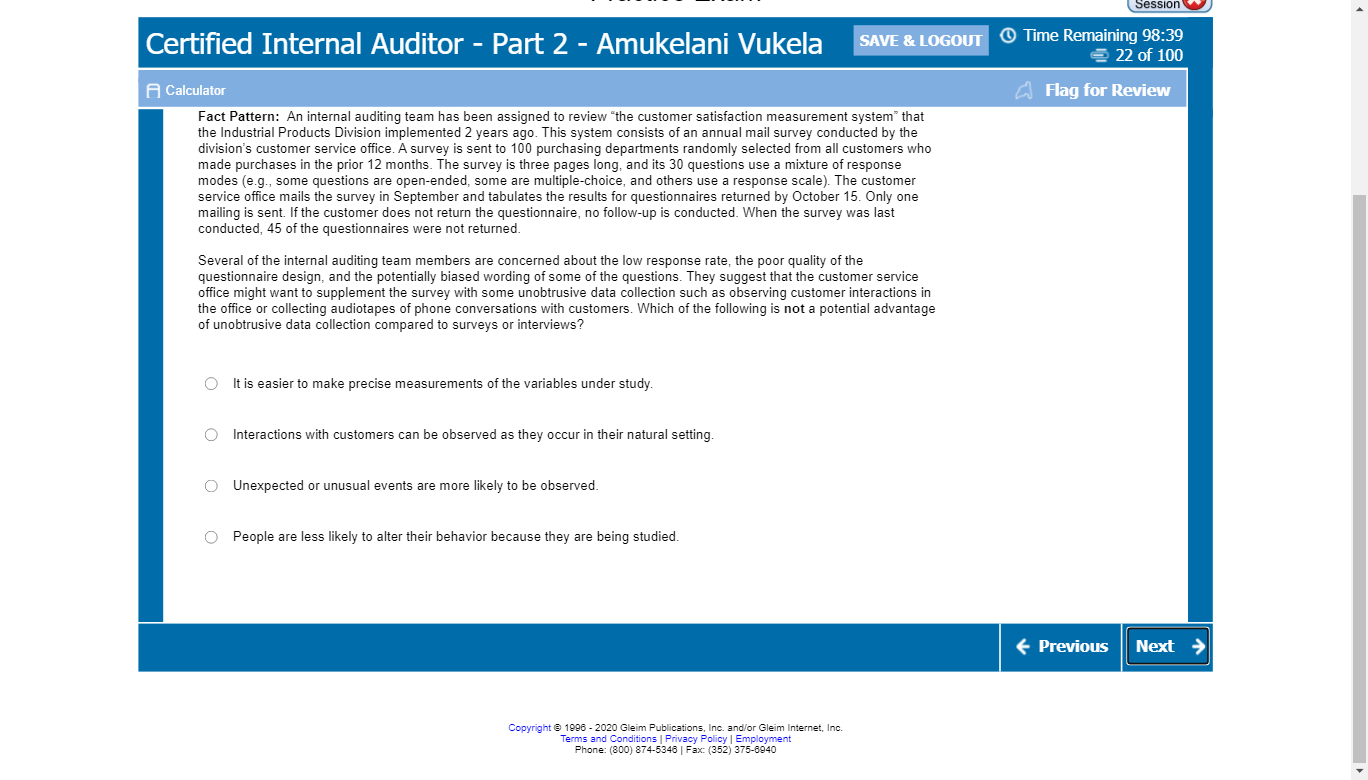 Session
Certified Internal Auditor - Part 2 - Amukelani Vukela
SAVE & LOGOUT
Time Remaining 98:39
22 of 100
Calculator
Flag for Review
Fact Pattern: An internal auditing team has been assigned to review “the customer satisfaction measurement system” that
the Industrial Products Division implemented 2 years ago. This system consists of an annual mail survey conducted by the
division’s customer service office. A survey is sent to 100 purchasing departments randomly selected from all customers who
made purchases in the prior 12 months. The survey is three pages long, and its 30 questions use a mixture of response
modes (e.g., some questions are open-ended, some are multiple-choice, and others use a response scale). The customer
service office mails the survey in September and tabulates the results for questionnaires returned by October 15. Only one
mailing is sent. If the customer does not return the questionnaire, no follow-up is conducted. When the survey was last
conducted, 45 of the questionnaires were not returned.
Several of the internal auditing team members are concerned about the low response rate, the poor quality of the
questionnaire design, and the potentially biased wording of some of the questions. They suggest that the customer service
office might want to supplement the survey with some unobtrusive data collection such as observing customer interactions in
the office or collecting audiotapes of phone conversations with customers. Which of the following is not a potential advantage
of unobtrusive data collection compared to surveys or interviews?
It is easier to make precise measurements of the variables under study.
Interactions with customers can be observed as they occur in their natural setting.
Unexpected or unusual events are more likely to be observed.
People are less likely to alter their behavior because they are being studied.
Previous
Next
Copyright © 1996 - 2020 Gleim Publications, Inc. and/or Gleim Internet, Inc.
Terms and Conditions | Privacy Policy | Employment
Phone: (800) 874-5346 | Fax: (352) 375-6940